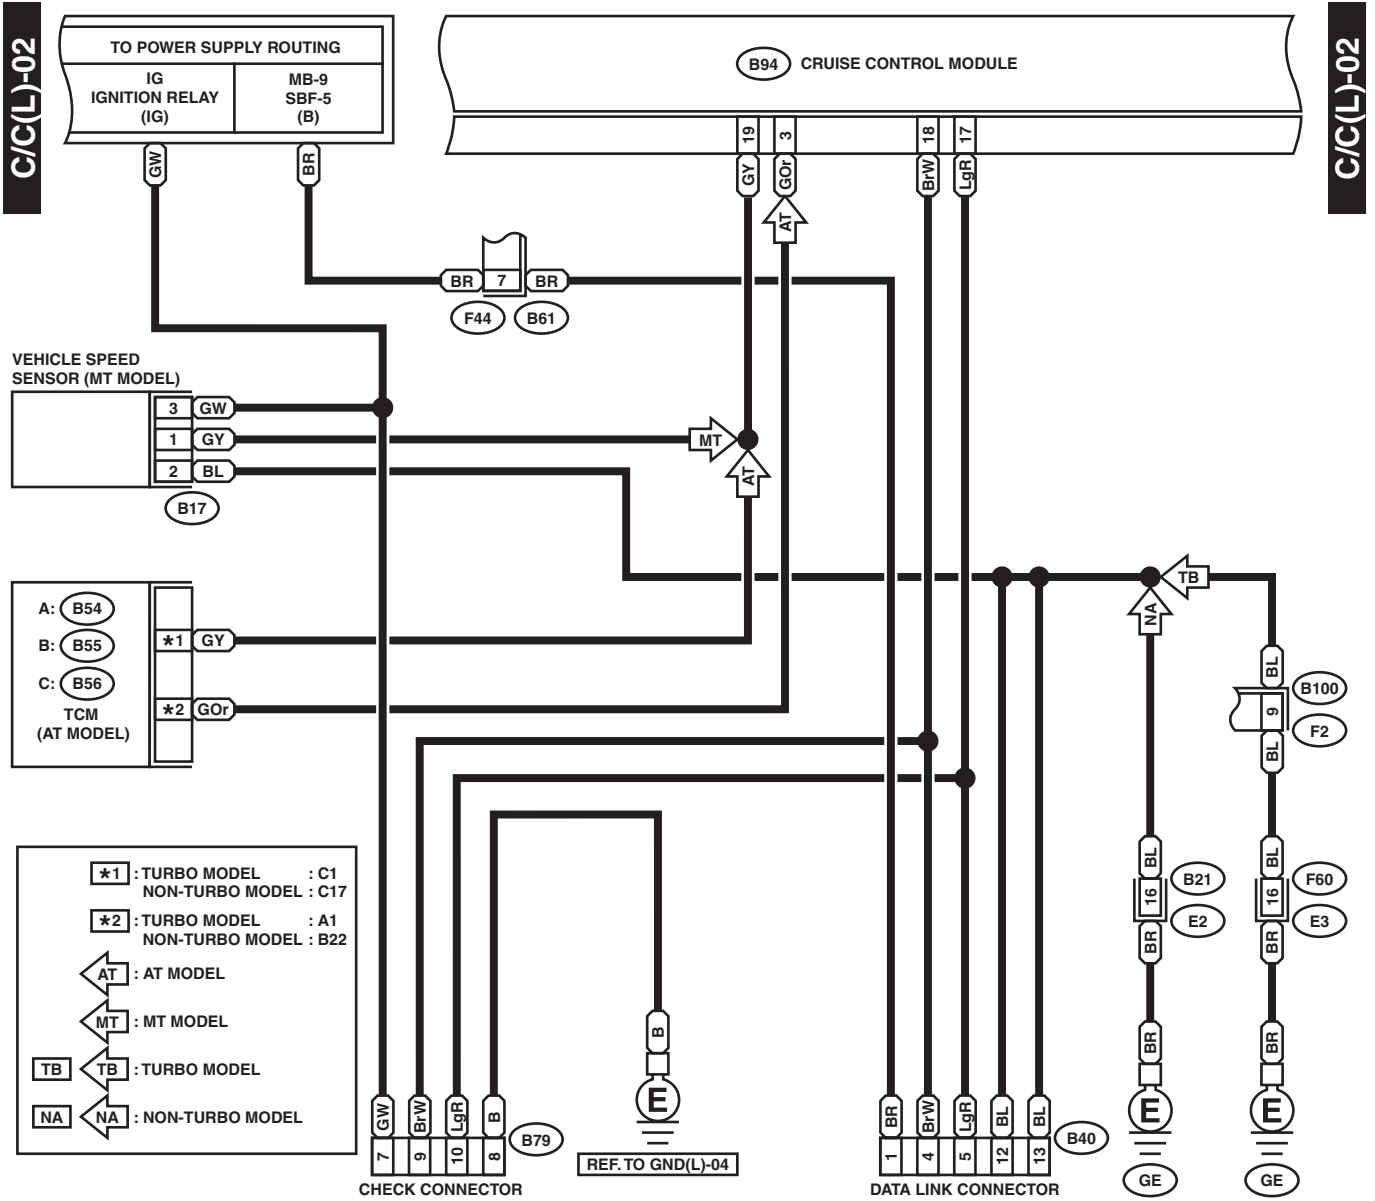 C/C(L)-02
C/C(L)-02
TO POWER SUPPLY ROUTING
IG
IGNITION RELAY
(IG)
MB-9
SBF-5
(B)
B94 CRUISE CONTROL MODULE
19 3 18 17
GW BR GY GOr BrW LgR
AT
BR 7 BR
F44 B61
VEHICLE SPEED
SENSOR (MT MODEL)
3 GW
1 GY
2 BL
B17
MT
AT
TB
NA
A: B54
B: B55
C: B56
TCM
(AT MODEL)
*1 GY
*2 GOr
BL
9
B100
F2
BL
BL
16
BR
B21
E2
BL
16
BR
F60
E3
*1 : TURBO MODEL : C1
NON-TURBO MODEL : C17
*2 : TURBO MODEL : A1
NON-TURBO MODEL : B22
AT : AT MODEL
MT : MT MODEL
TB TB : TURBO MODEL
NA NA : NON-TURBO MODEL
B
E
REF. TO GND(L)-04
GW BrW LgR B
7 9 10 8
B79
CHECK CONNECTOR
BR BrW LgR BL BL
1 4 5 12 13
B40
DATA LINK CONNECTOR
BR
E
GE
BR
E
GE